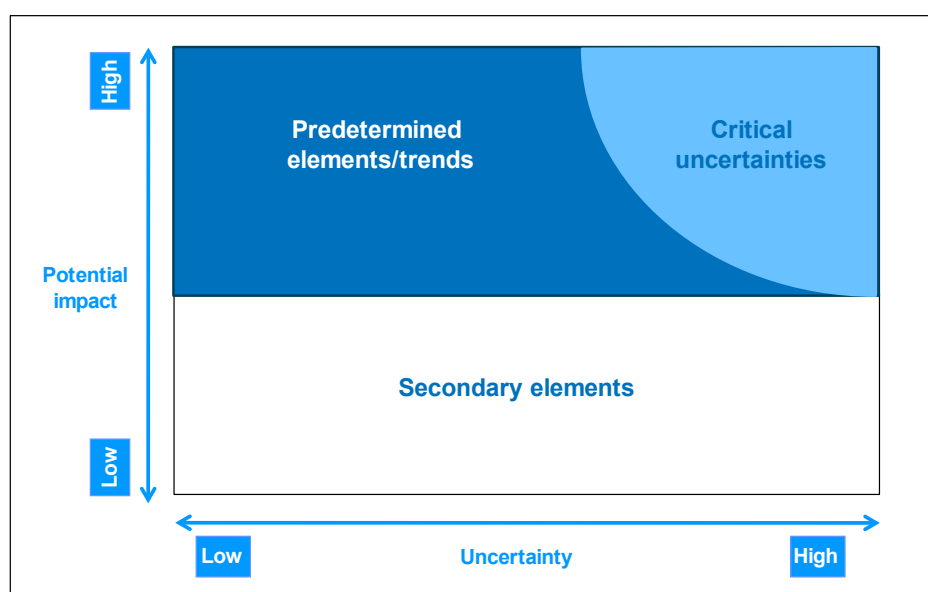 High
Predetermined
elements/trends
Critical
uncertainties
Potential
impact
Secondary elements
Low
Low
Uncertainty
High